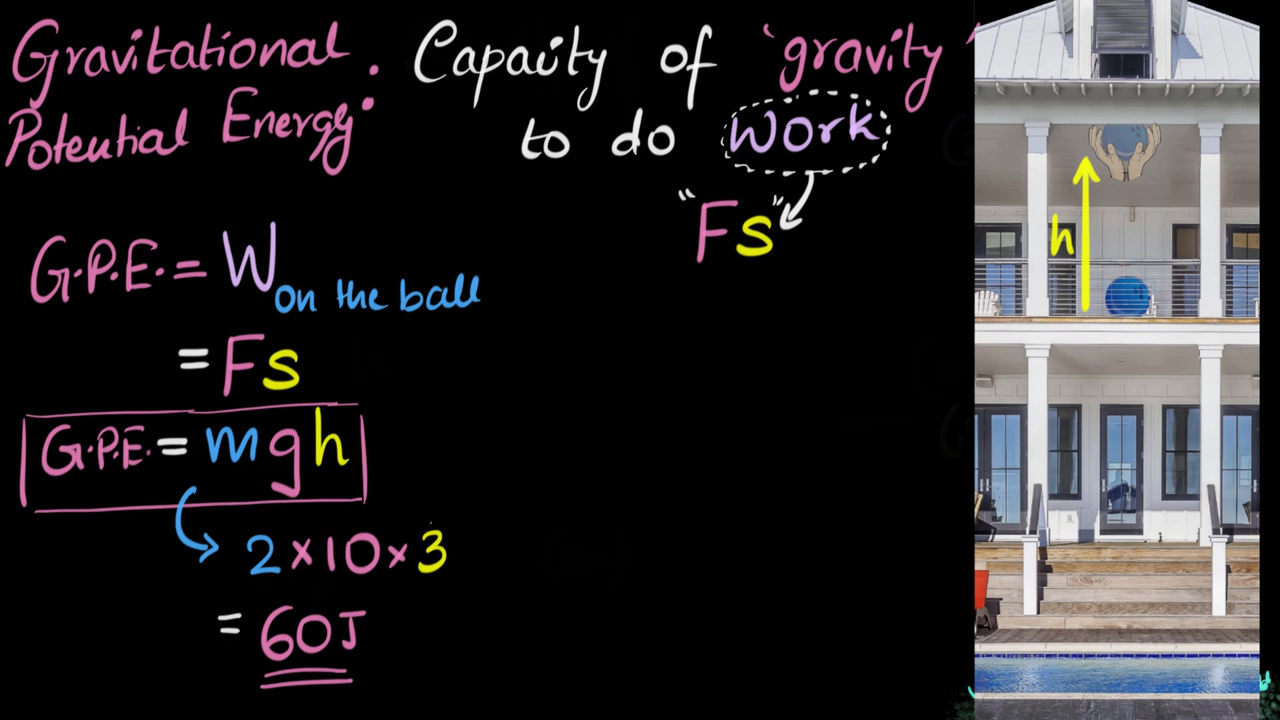 Gravitational : Capacity of 'gravity'
Potential Energy to do Work
"Fs"
G.P.E. = W on the ball
= Fs
G.P.E. = mgh
2 × 10 × 3
= 60J
h